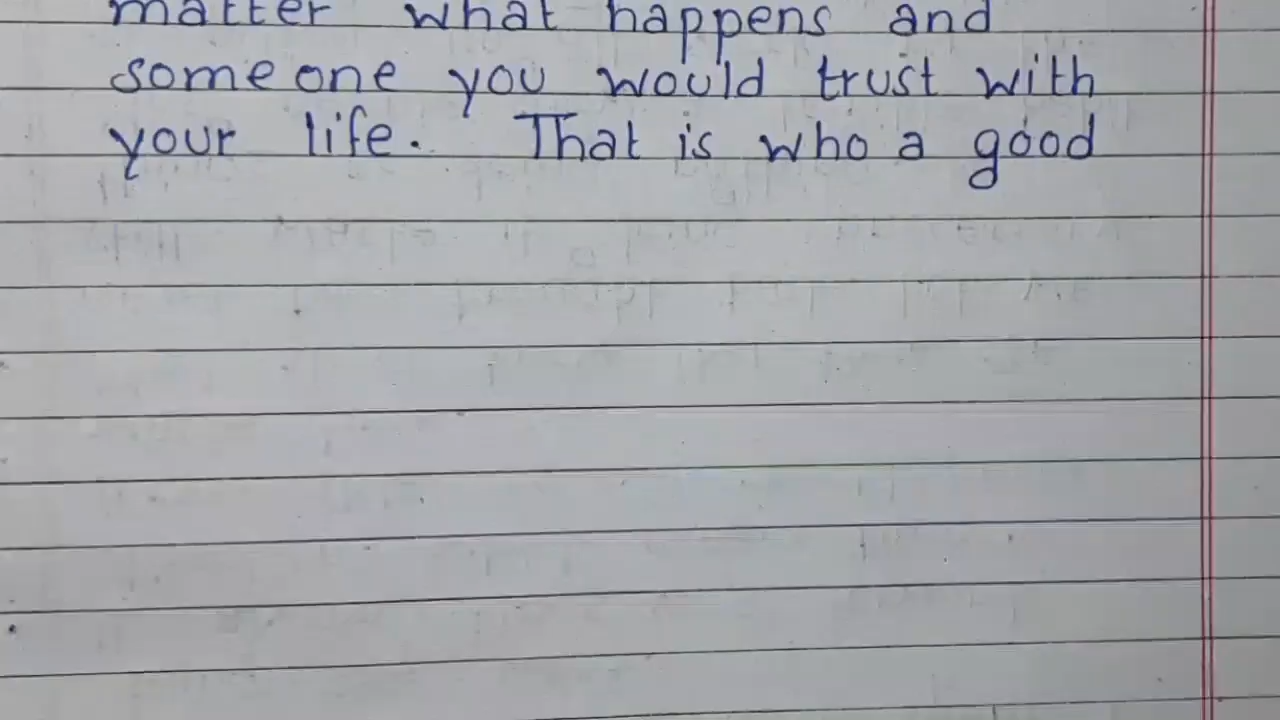 matter what happens and
someone you would trust with
your life. That is who a good